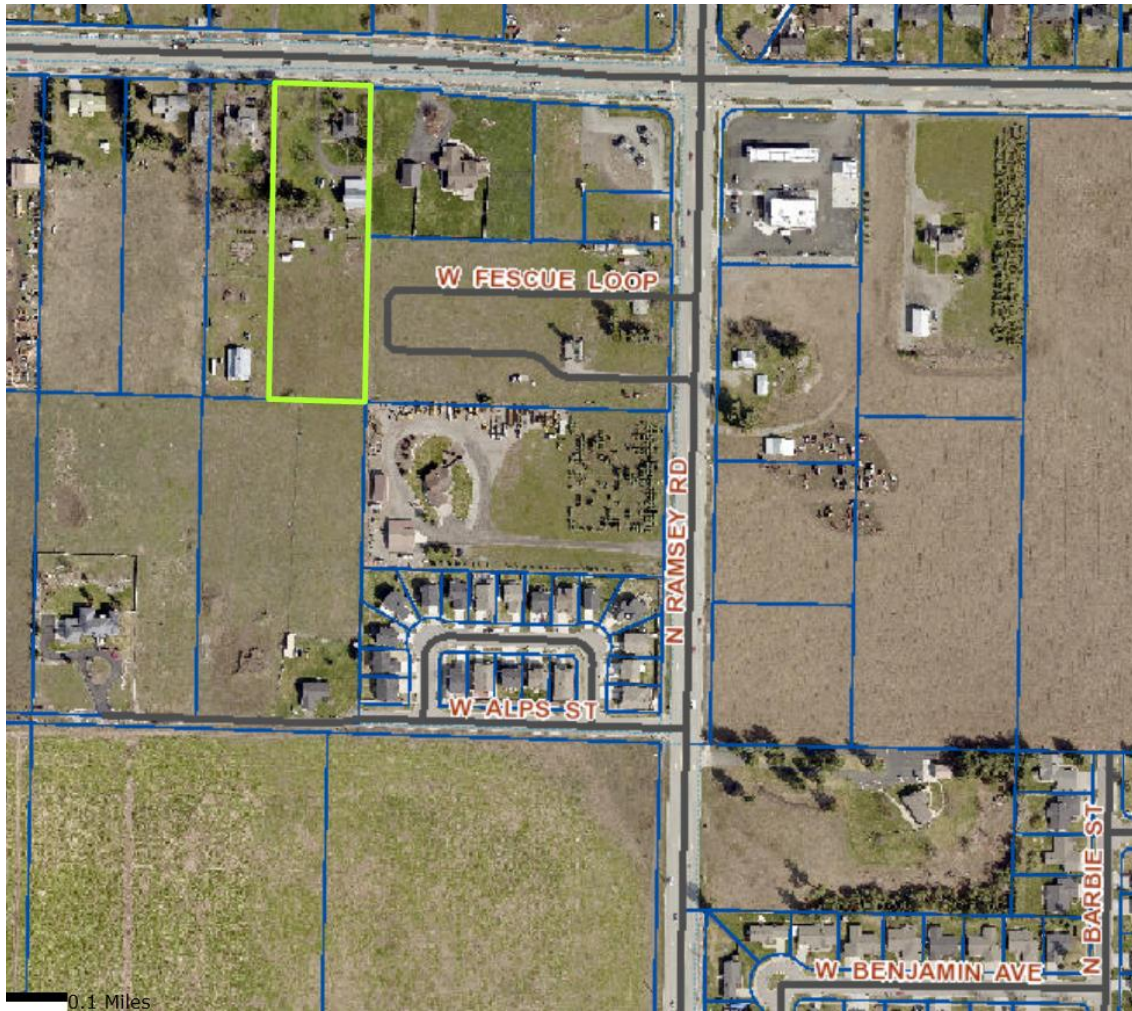 W FESCUE LOOP
N RAMSEY RD
W ALPS ST
N BARBIE ST
W BENJAMIN AVE
0.1 Miles